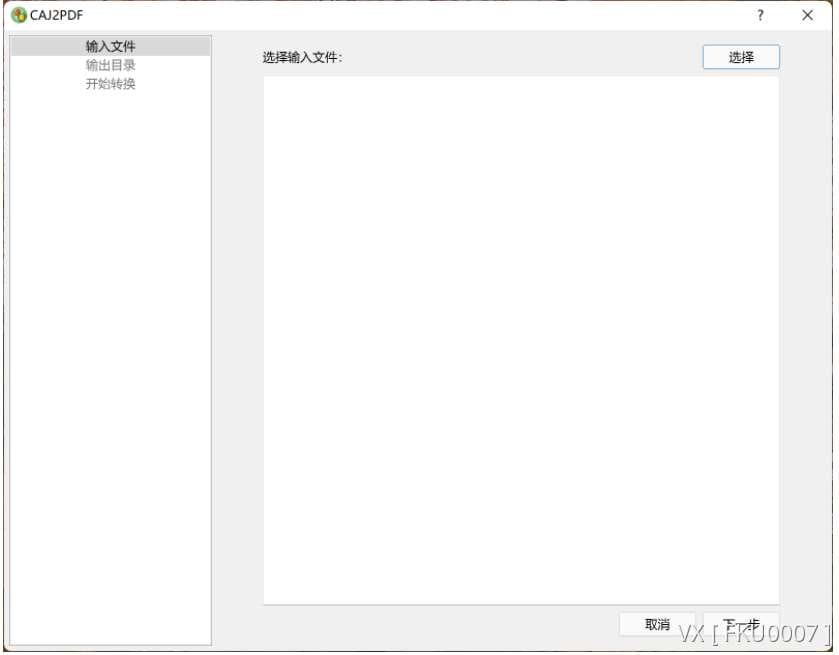 CAJ2PDF
输入文件
输出目录
开始转换
选择输入文件:
选择
取消
下一步
VX [ FKU0007 ]